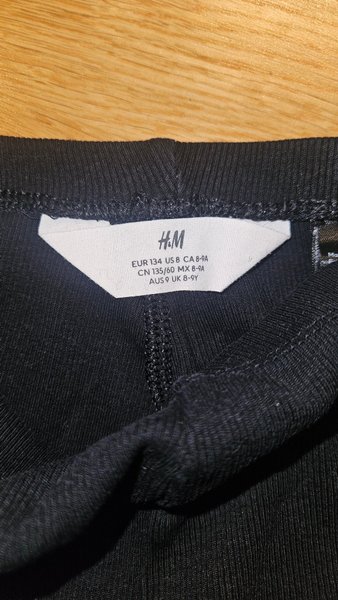 H&M
EUR 134 US 8 CA 8-9A
CN 135/60 MX 8-9A
AUS 9 UK 8-9Y